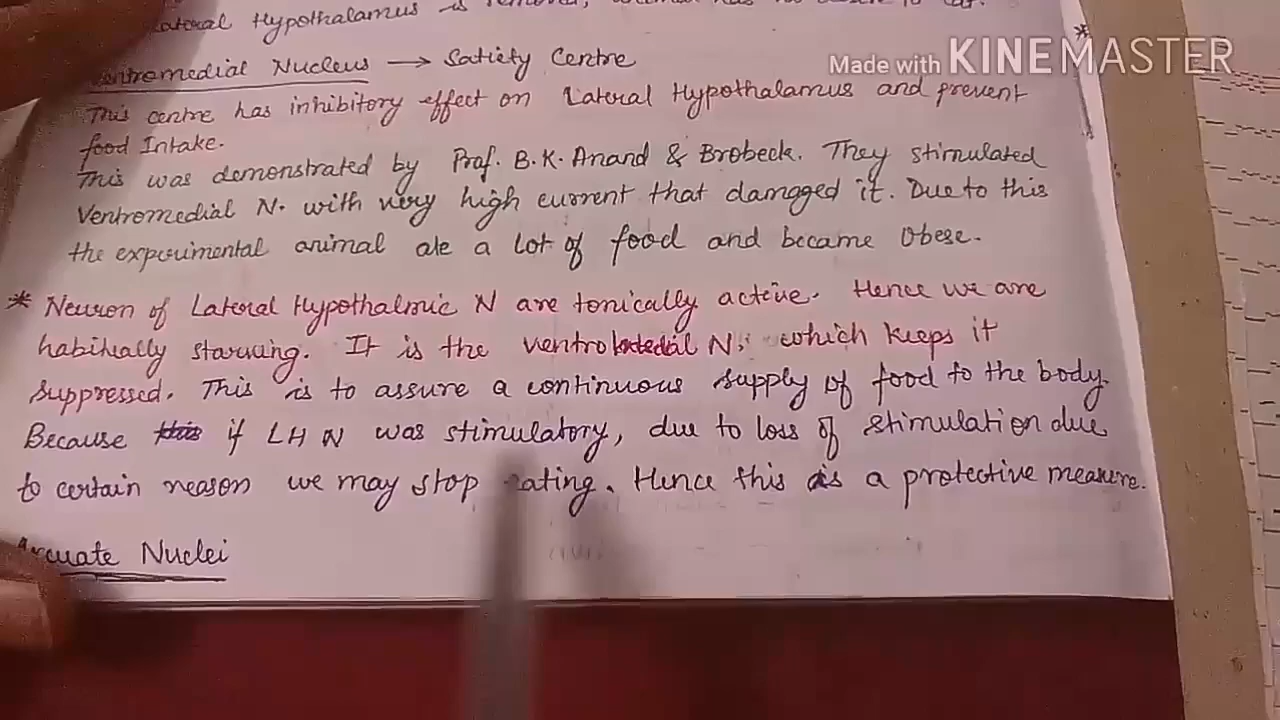 Lateral Hypothalamus is
Made with KINEMASTER
Ventromedial Nucleus → Satiety Centre
This centre has inhibitory effect on Lateral Hypothalamus and prevent
food Intake.
This was demonstrated by Prof. B.K. Anand & Brobeck. They stimulated
Ventromedial N. with very high current that damaged it. Due to this
the experimental animal ate a lot of food and became Obese.
* Neuron of Lateral Hypothalmic N are tonically active. Hence we are
habitually starving. It is the ventro N. which keeps it
suppressed. This is to assure a continuous supply of food to the body.
Because this if LH N was stimulatory, due to loss of stimulation due
to certain reason we may stop eating. Hence this is a protective measure.
Arcuate Nuclei